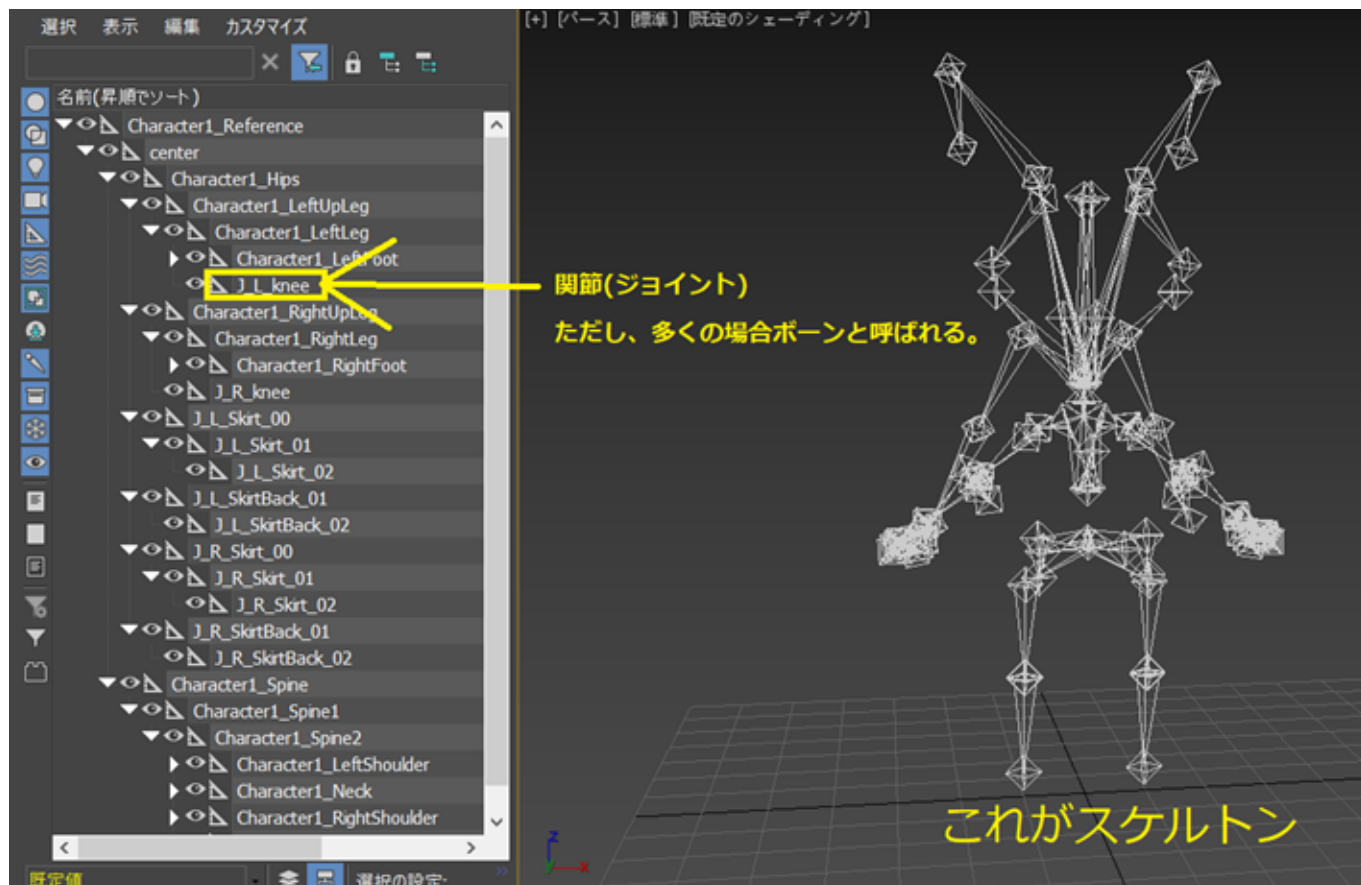 選択 表示 編集 カスタマイズ
[+] [パース] [標準] [既定のシェーディング]
名前(昇順でソート)
Character1_Reference
center
Character1_Hips
Character1_LeftUpLeg
Character1_LeftLeg
Character1_LeftFoot
J_L_knee
Character1_RightUpLeg
Character1_RightLeg
Character1_RightFoot
J_R_knee
J_L_Skirt_00
J_L_Skirt_01
J_L_Skirt_02
J_L_SkirtBack_01
J_L_SkirtBack_02
J_R_Skirt_00
J_R_Skirt_01
J_R_Skirt_02
J_R_SkirtBack_01
J_R_SkirtBack_02
Character1_Spine
Character1_Spine1
Character1_Spine2
Character1_LeftShoulder
Character1_Neck
Character1_RightShoulder
既定値
選択の設定:
関節(ジョイント)
ただし、多くの場合ボーンと呼ばれる。
これがスケルトン
z
y
x